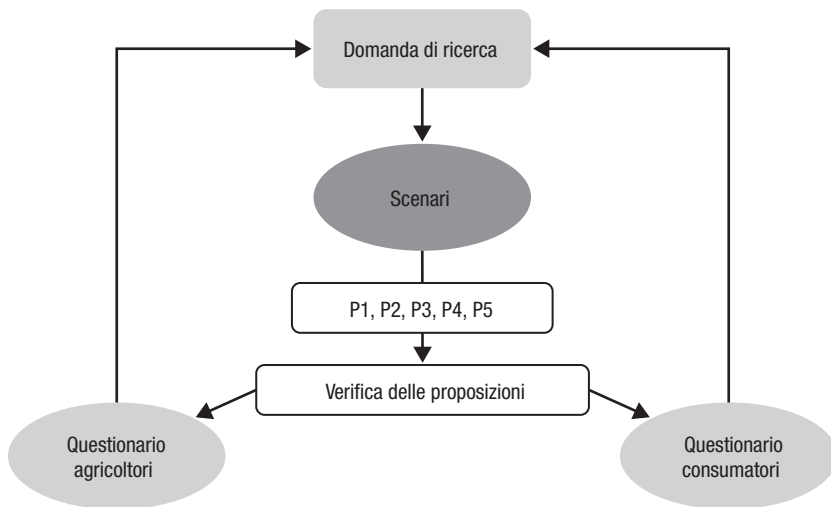 Domanda di ricerca
Scenari
P1, P2, P3, P4, P5
Verifica delle proposizioni
Questionario
agricoltori
Questionario
consumatori